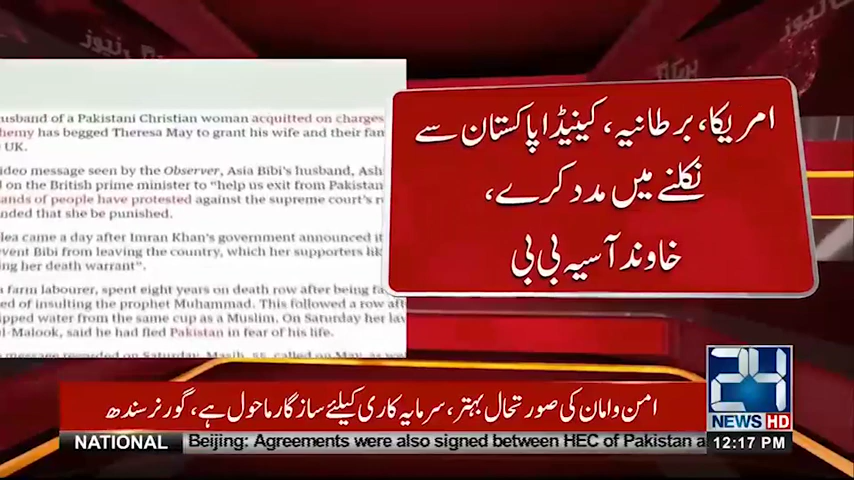 usband of a Pakistani Christian woman acquitted on charges
hemy has begged Theresa May to grant his wife and their fam
UK.
ideo message seen by the Observer, Asia Bibi's husband, Ash
d on the British prime minister to "help us exit from Pakistan
ands of people have protested against the supreme court's r
nded that she be punished.
lea came a day after Imran Khan's government announced it
vent Bibi from leaving the country, which her supporters lik
ing her death warrant".
a farm labourer, spent eight years on death row after being fa
ed of insulting the prophet Muhammad. This followed a row af
ipped water from the same cup as a Muslim. On Saturday her la
ul-Malook, said he had fled Pakistan in fear of his life.
message regarded on Saturday, Masih, 55, called on May, as we
امریکا، برطانیہ، کینیڈا پاکستان سے
نکلنے میں مدد کرے،
خاوند آسیہ بی بی
24
NEWS HD
امن وامان کی صورتحال بہتر، سرمایہ کاری کیلئے سازگار ماحول ہے، گورنر سندھ
NATIONAL Beijing: Agreements were also signed between HEC of Pakistan a 12:17 PM